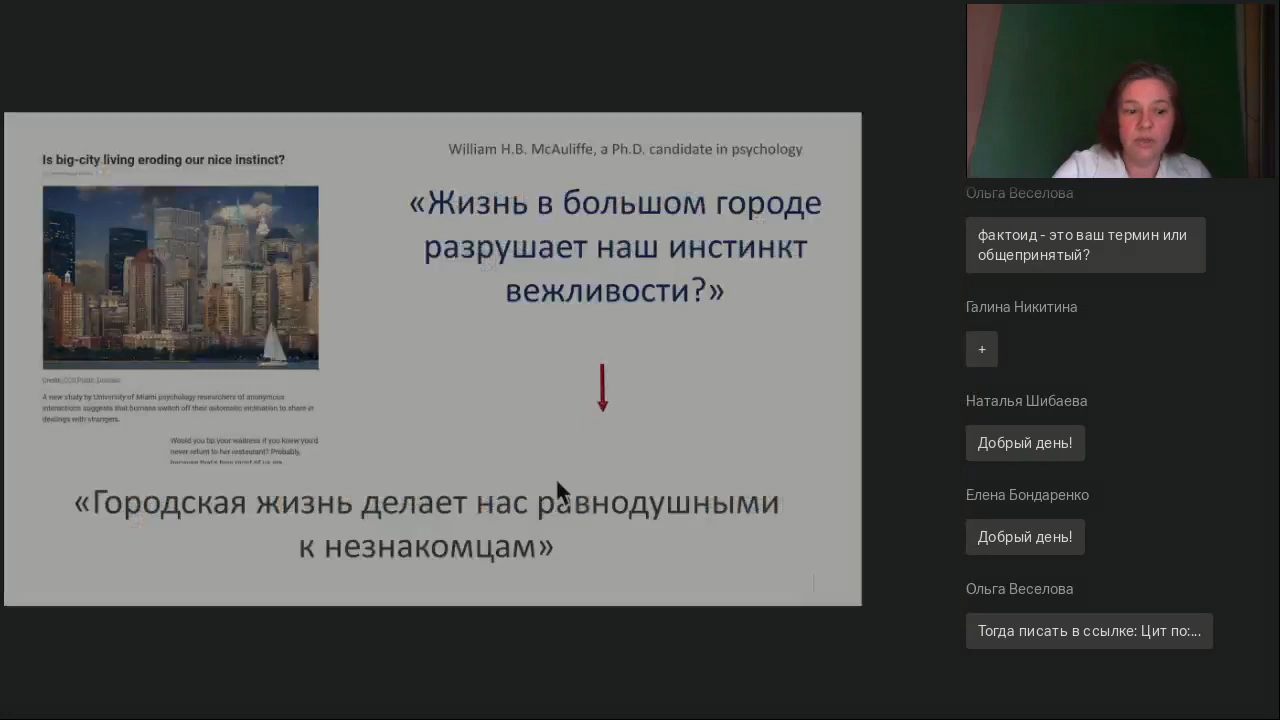 Is big-city living eroding our nice instinct?
Credit: CC0 Public Domain
A new study by University of Miami psychology researchers of anonymous
interactions suggests that humans switch off their automatic inclination to share in
dealings with strangers.
Would you tip your waitress if you knew you'd
never return to her restaurant? Probably,
William H.B. McAuliffe, a Ph.D. candidate in psychology
«Жизнь в большом городе
разрушает наш инстинкт
вежливости?»
«Городская жизнь делает нас равнодушными
к незнакомцам»
Ольга Веселова
фактоид - это ваш термин или
общепринятый?
Галина Никитина
+
Наталья Шибаева
Добрый день!
Елена Бондаренко
Добрый день!
Ольга Веселова
Тогда писать в ссылке: Цит по:...